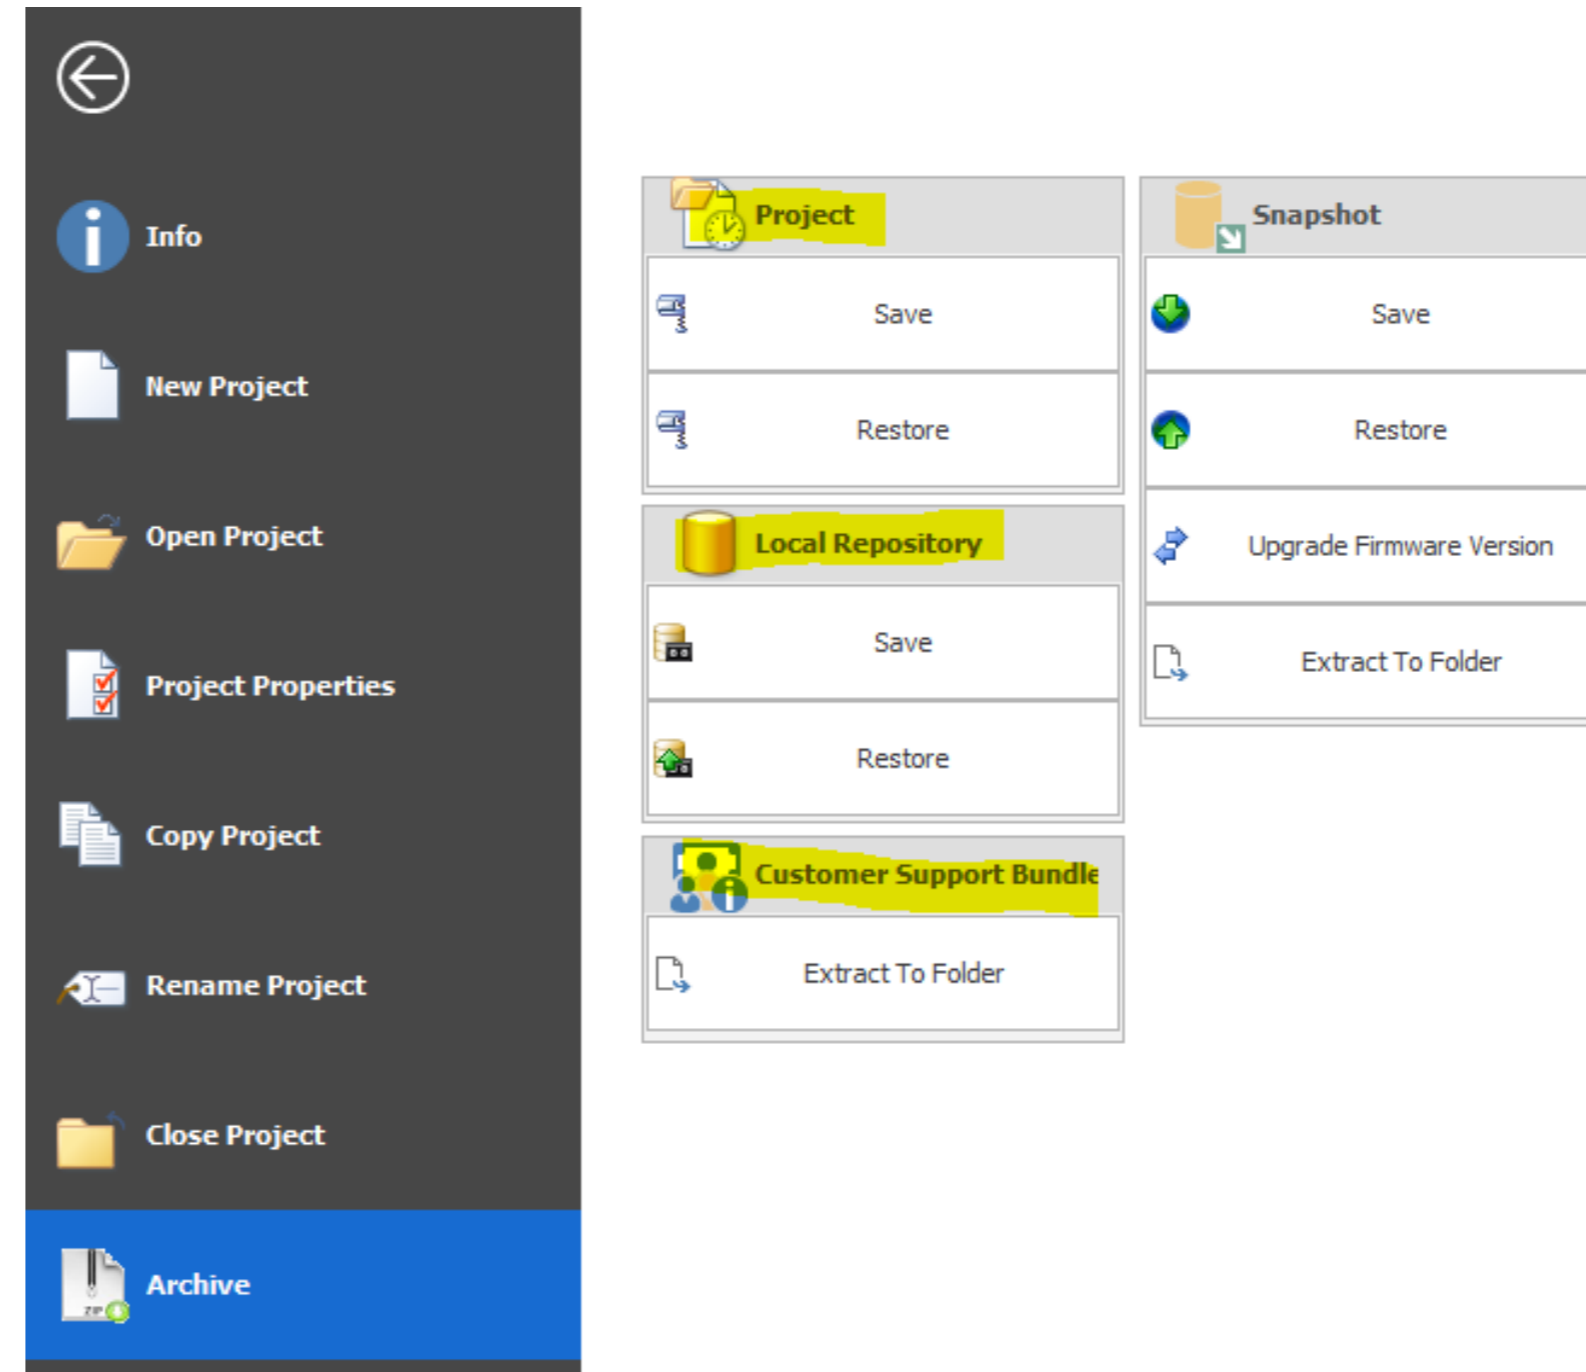 Info
New Project
Open Project
Project Properties
Copy Project
Rename Project
Close Project
ZIP
Archive
Project
Save
Restore
Local Repository
Save
Restore
Customer Support Bundle
Extract To Folder
Snapshot
Save
Restore
Upgrade Firmware Version
Extract To Folder